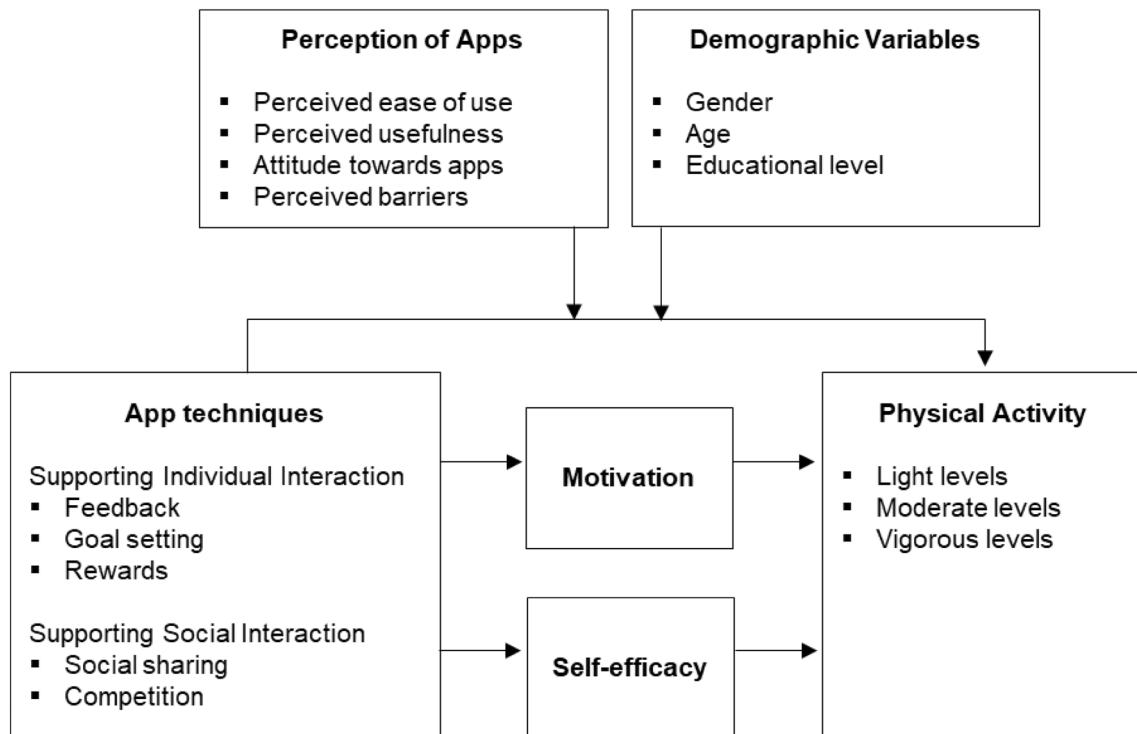 Perception of Apps
▪ Perceived ease of use
▪ Perceived usefulness
▪ Attitude towards apps
▪ Perceived barriers
Demographic Variables
▪ Gender
▪ Age
▪ Educational level
App techniques
Supporting Individual Interaction
▪ Feedback
▪ Goal setting
▪ Rewards
Supporting Social Interaction
▪ Social sharing
▪ Competition
Motivation
Self-efficacy
Physical Activity
▪ Light levels
▪ Moderate levels
▪ Vigorous levels